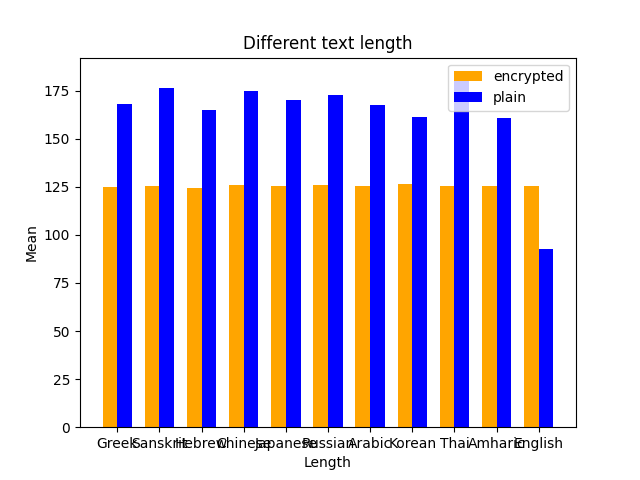 Different text length
encrypted
plain
175
150
125
100
75
50
25
0
Mean
Greek Sanskrit Hebrew Chinese Japanese Russian Arabic Korean Thai Amharic English
Length